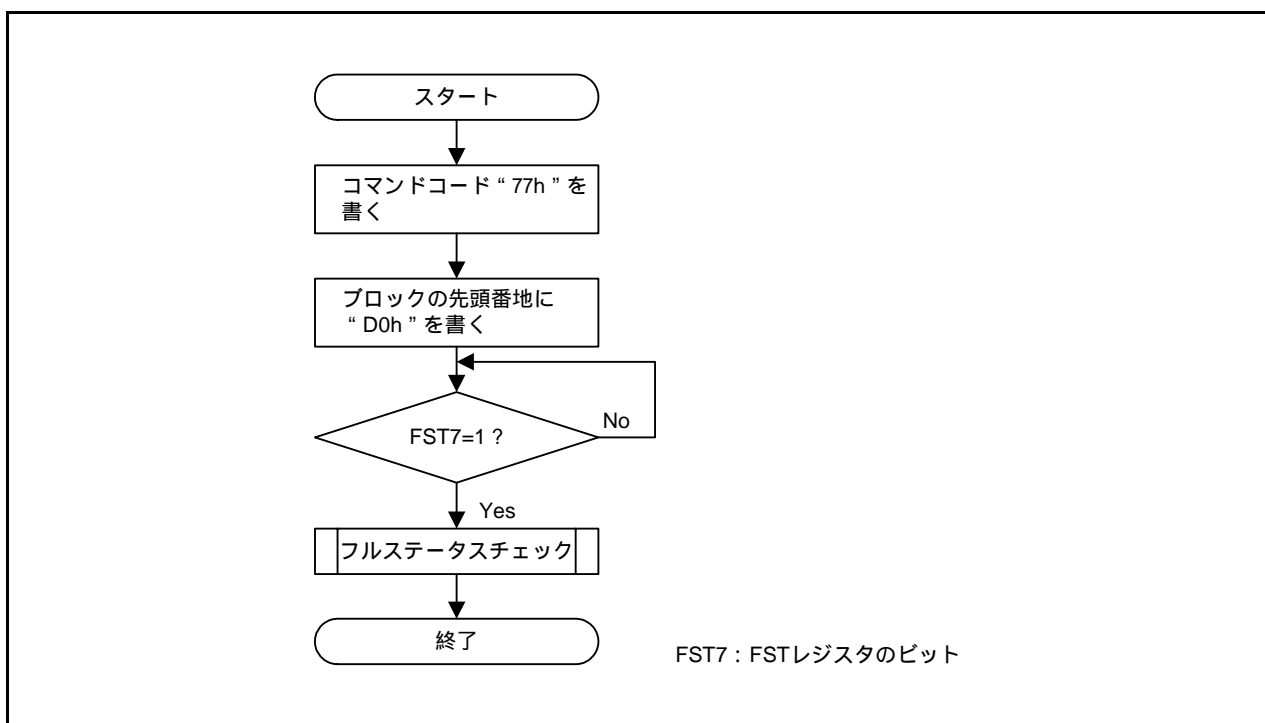 スタート
コマンドコード“77h”を
書く
ブロックの先頭番地に
“D0h”を書く
FST7=1 ?
No
Yes
フルステータスチェック
終了
FST7：FSTレジスタのビット